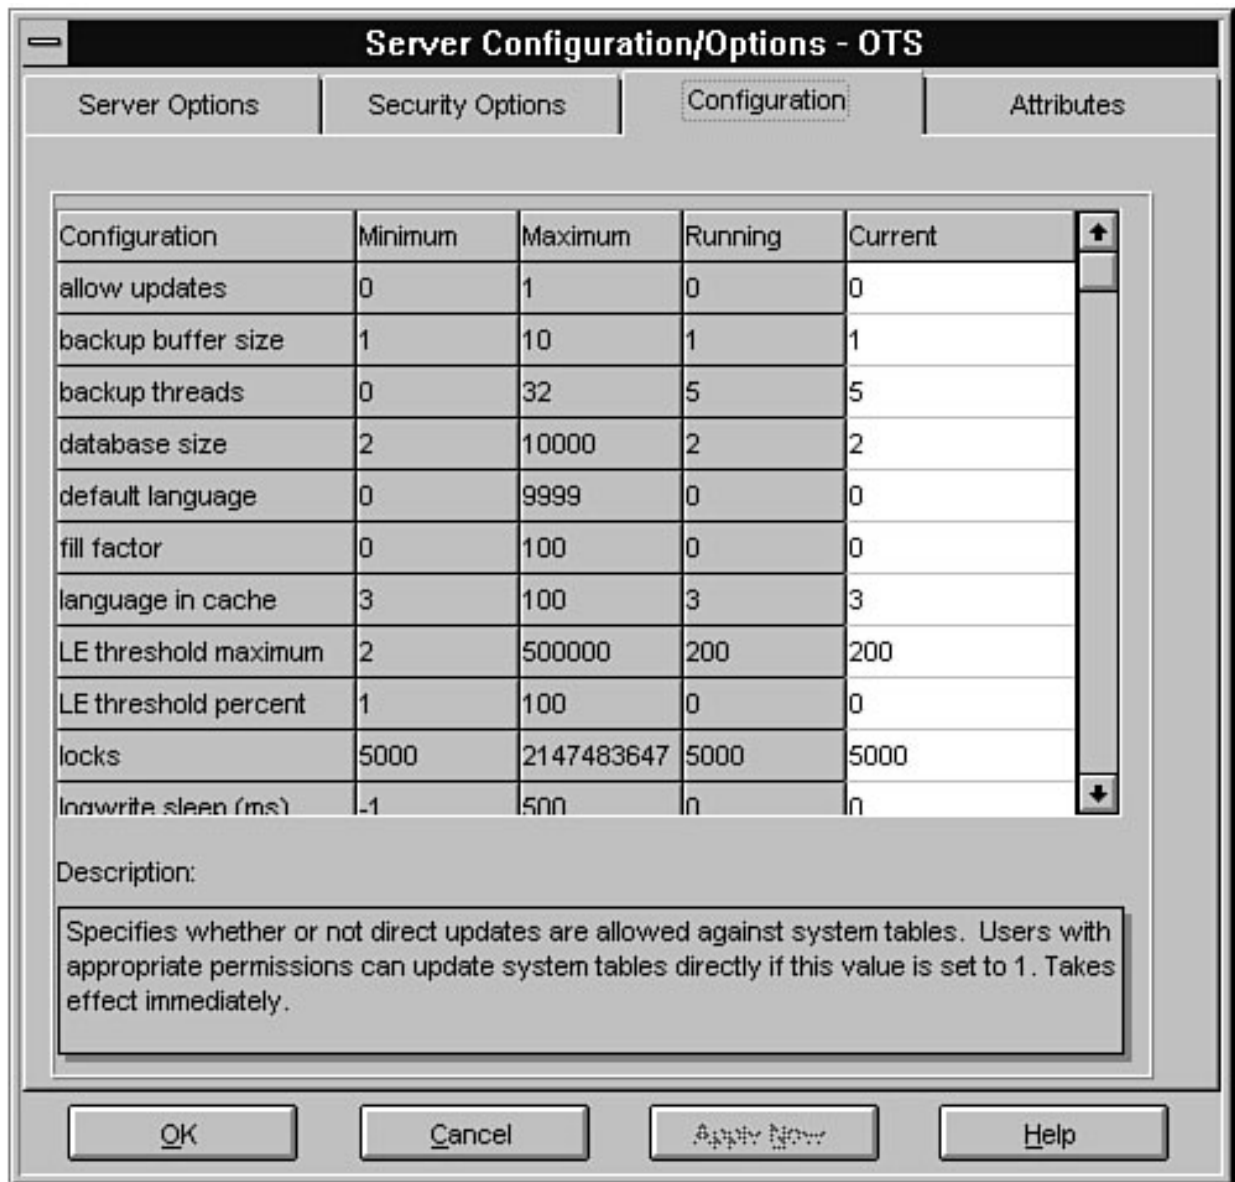 Server Configuration/Options - OTS
Server Options Security Options Configuration Attributes
Configuration Minimum Maximum Running Current
allow updates 0 1 0 0
backup buffer size 1 10 1 1
backup threads 0 32 5 5
database size 2 10000 2 2
default language 0 9999 0 0
fill factor 0 100 0 0
language in cache 3 100 3 3
LE threshold maximum 2 500000 200 200
LE threshold percent 1 100 0 0
locks 5000 2147483647 5000 5000
logwrite sleep (ms) -1 500 0 0
Description:
Specifies whether or not direct updates are allowed against system tables. Users with
appropriate permissions can update system tables directly if this value is set to 1. Takes
effect immediately.
OK Cancel Apply Now Help